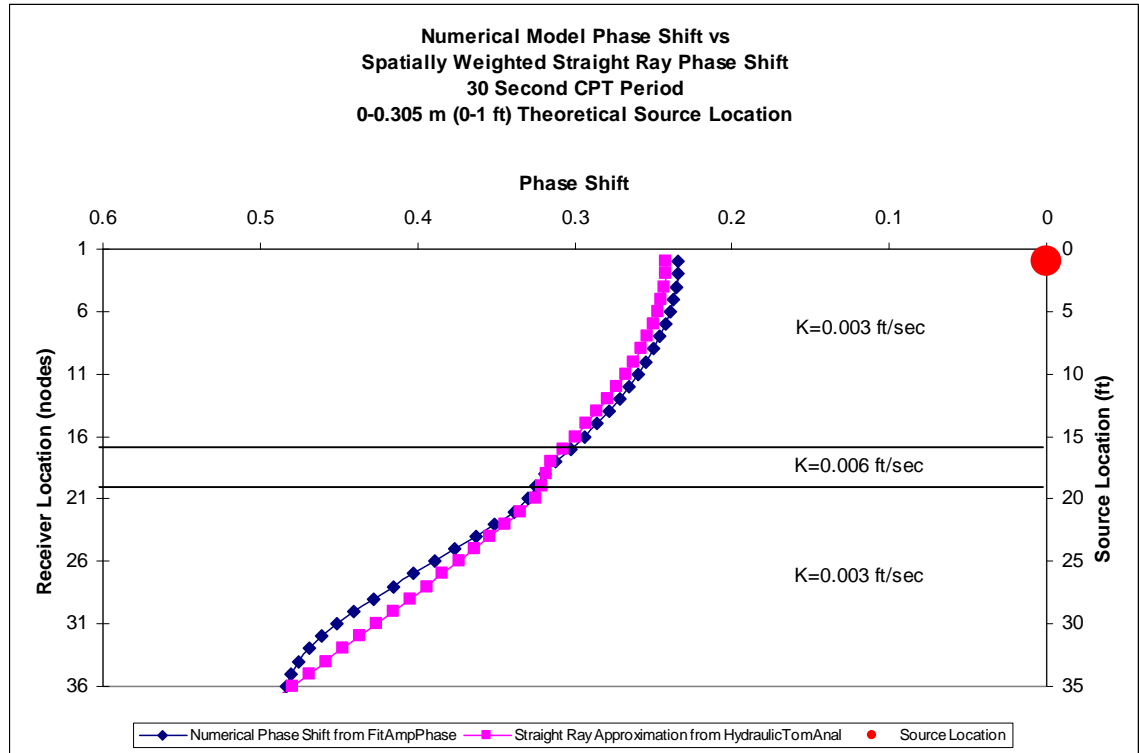 Numerical Model Phase Shift vs
Spatially Weighted Straight Ray Phase Shift
30 Second CPT Period
0-0.305 m (0-1 ft) Theoretical Source Location
Phase Shift
0.6 0.5 0.4 0.3 0.2 0.1 0
1 0
6 5
11 10
16 15
21 20
26 25
31 30
36 35
Receiver Location (nodes)
Source Location (ft)
K=0.003 ft/sec
K=0.006 ft/sec
K=0.003 ft/sec
Numerical Phase Shift from FitAmpPhase Straight Ray Approximation from HydraulicTomAnal Source Location